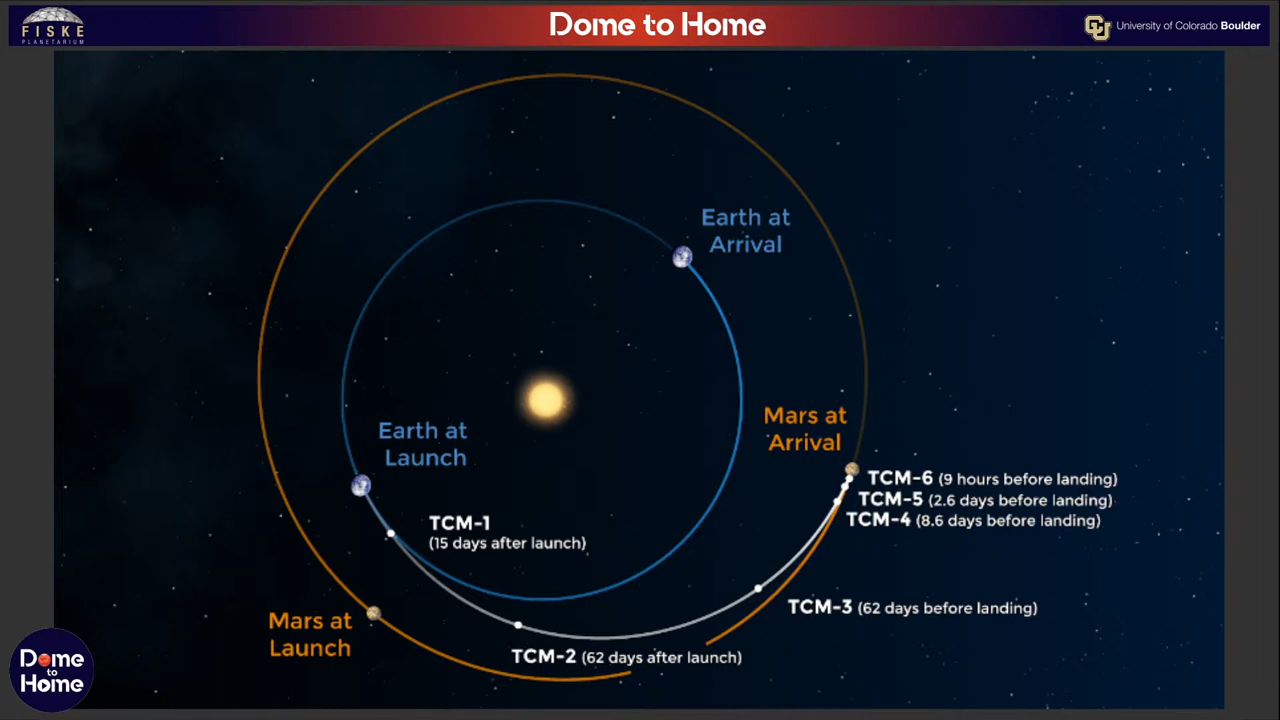 FISKE
PLANETARIUM
Dome to Home
CU
University of Colorado Boulder
Earth at
Arrival
Mars at
Arrival
Earth at
Launch
TCM-6 (9 hours before landing)
TCM-5 (2.6 days before landing)
TCM-4 (8.6 days before landing)
TCM-1
(15 days after launch)
TCM-3 (62 days before landing)
Mars at
Launch
TCM-2 (62 days after launch)
Dome
to
Home